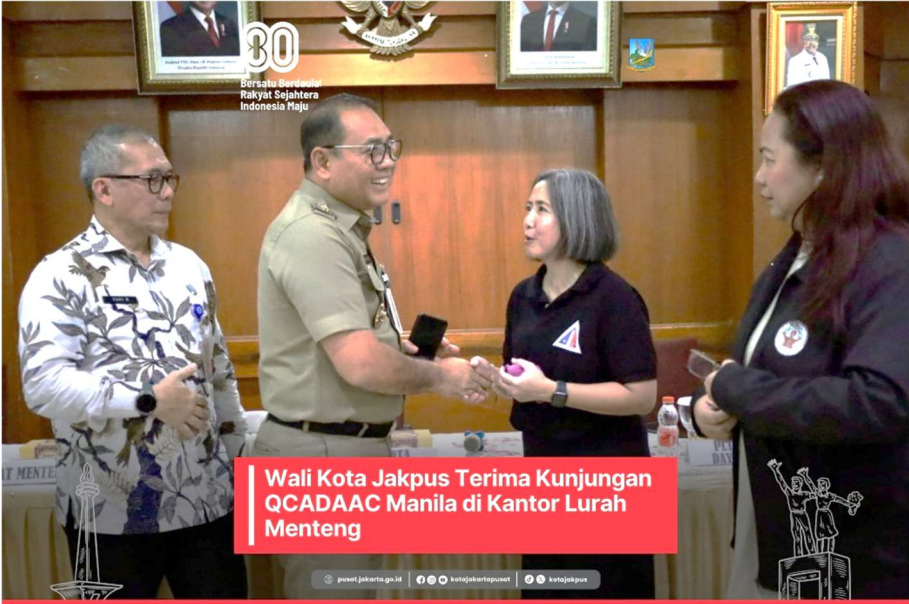 80
Bersatu Berdaulat
Rakyat Sejahtera
Indonesia Maju
Wali Kota Jakpus Terima Kunjungan
QCADAAC Manila di Kantor Lurah
Menteng
pusat.jakarta.go.id
kotajakartapusat
kotajakpus